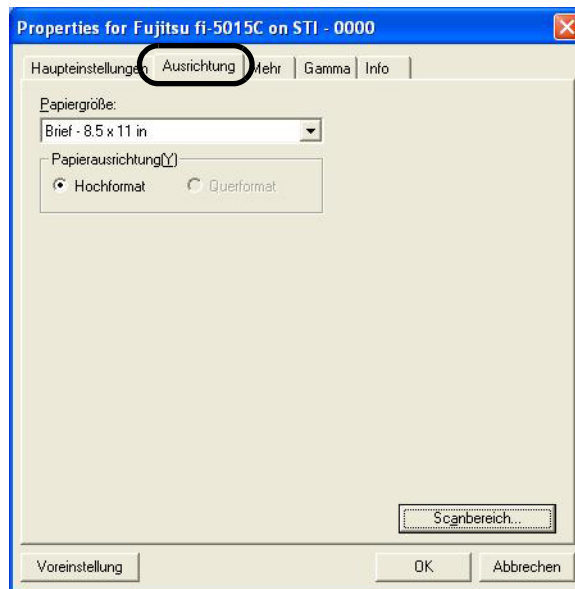 Properties for Fujitsu fi-5015C on STI - 0000
Haupteinstellungen Ausrichtung Mehr Gamma Info
Papiergröße:
Brief - 8.5 x 11 in
Papierausrichtung(Y)
Hochformat Querformat
Scanbereich...
Voreinstellung OK Abbrechen